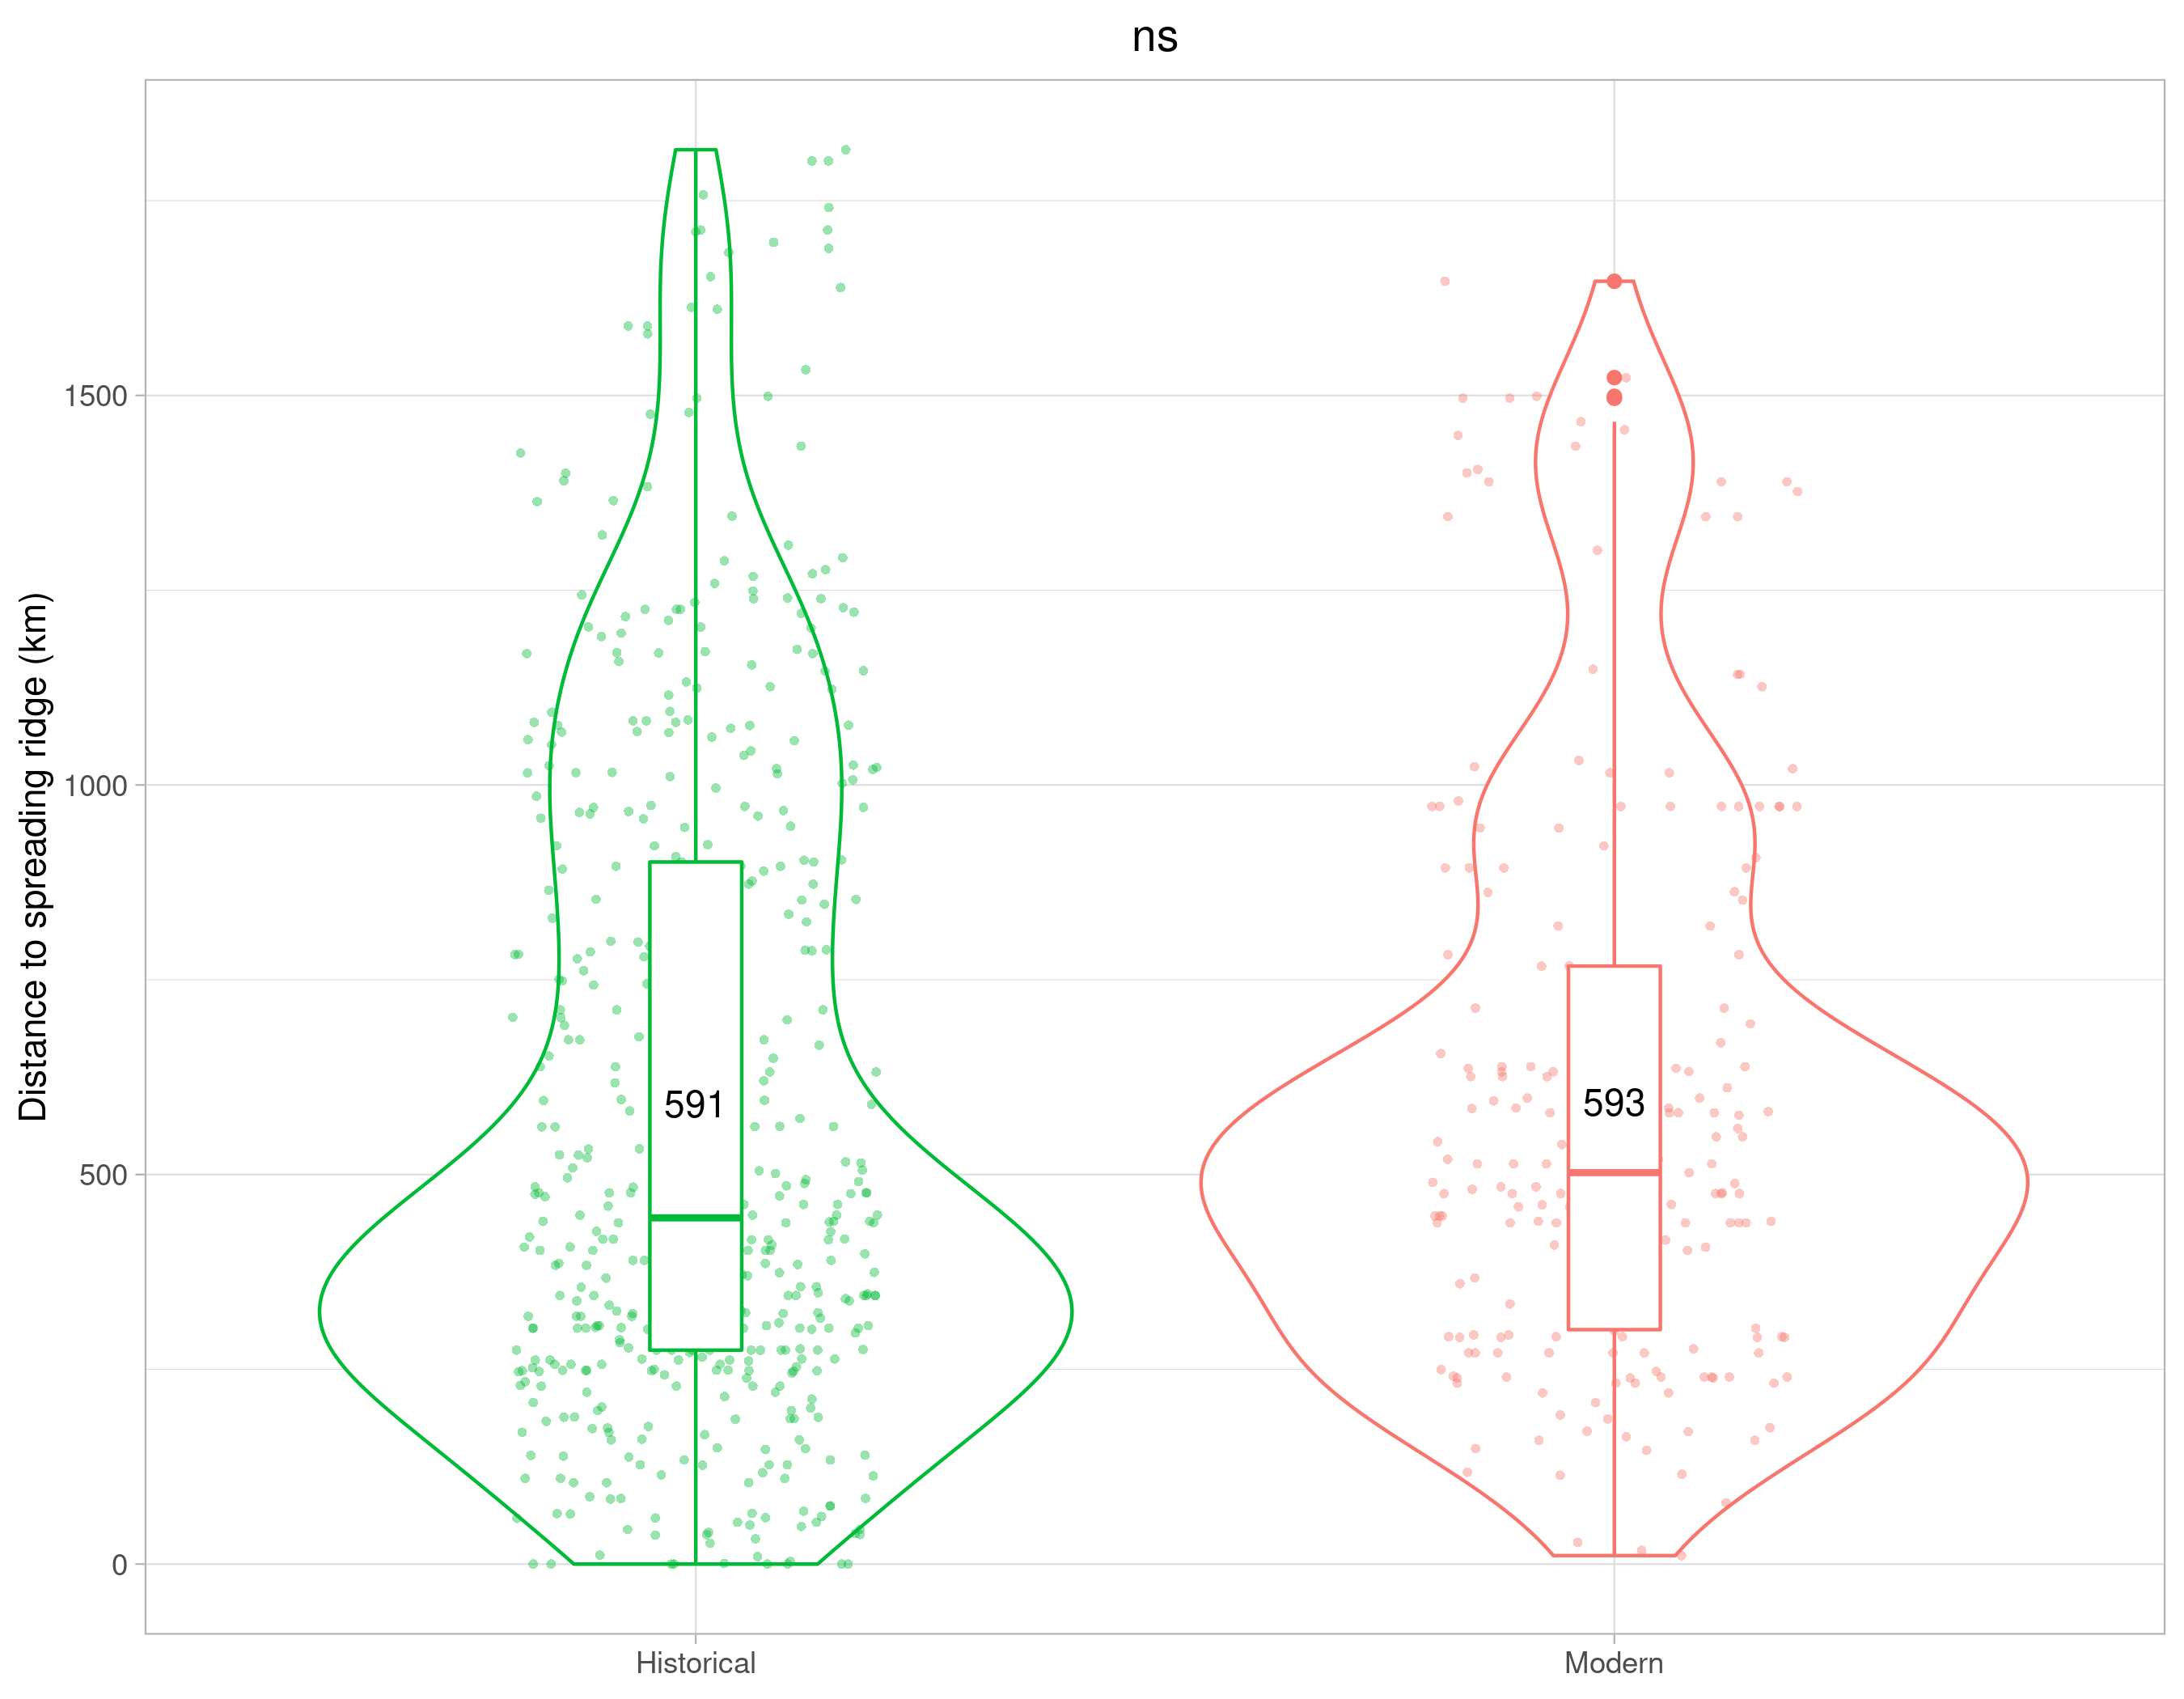 ns
Distance to spreading ridge (km)
1500
1000
500
0
591
593
Historical
Modern